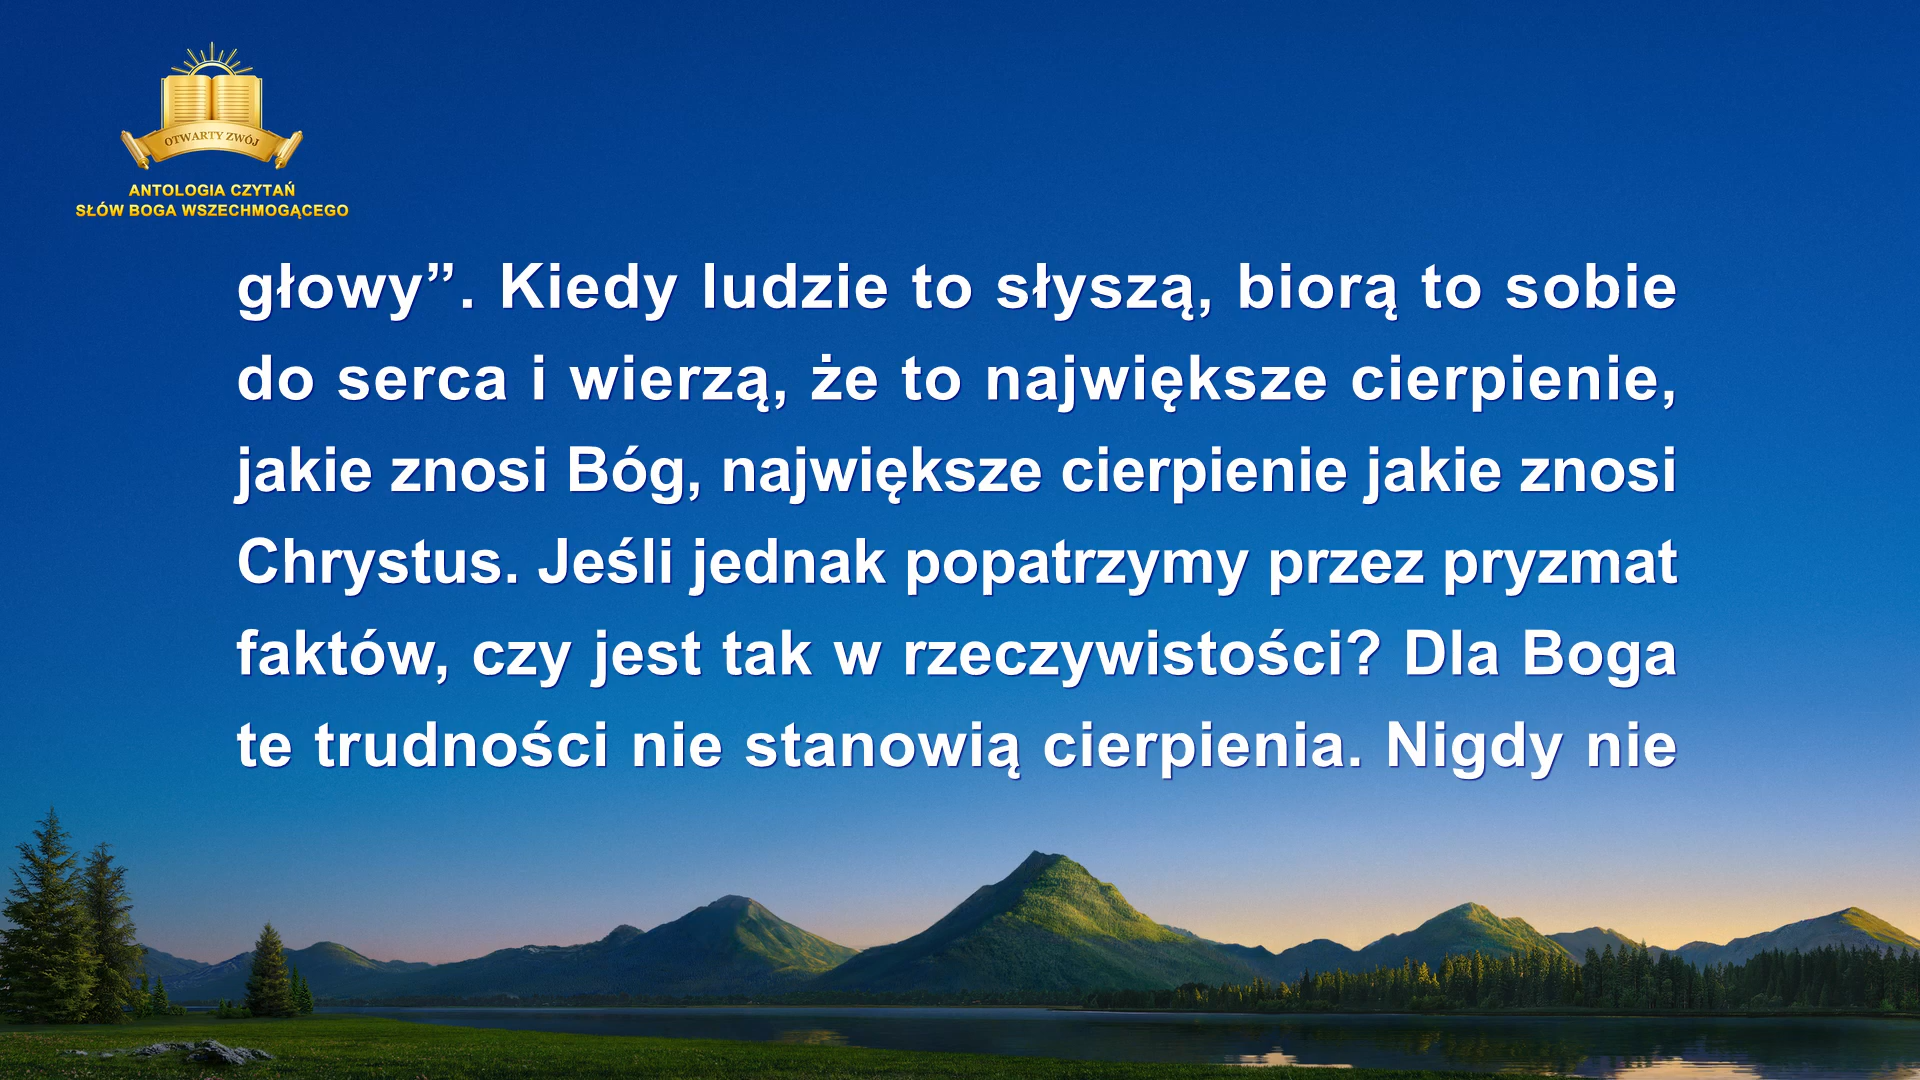 OTWARTY ZWÓJ
ANTOLOGIA CZYTAŃ
SŁÓW BOGA WSZECHMOGĄCEGO
głowy”. Kiedy ludzie to słyszą, biorą to sobie
do serca i wierzą, że to największe cierpienie,
jakie znosi Bóg, największe cierpienie jakie znosi
Chrystus. Jeśli jednak popatrzymy przez pryzmat
faktów, czy jest tak w rzeczywistości? Dla Boga
te trudności nie stanowią cierpienia. Nigdy nie